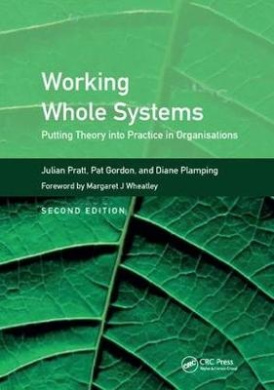 Working
Whole Systems
Putting Theory into Practice in Organisations
Julian Pratt, Pat Gordon, and Diane Plamping
Foreword by Margaret J Wheatley
SECOND EDITION
CRC Press